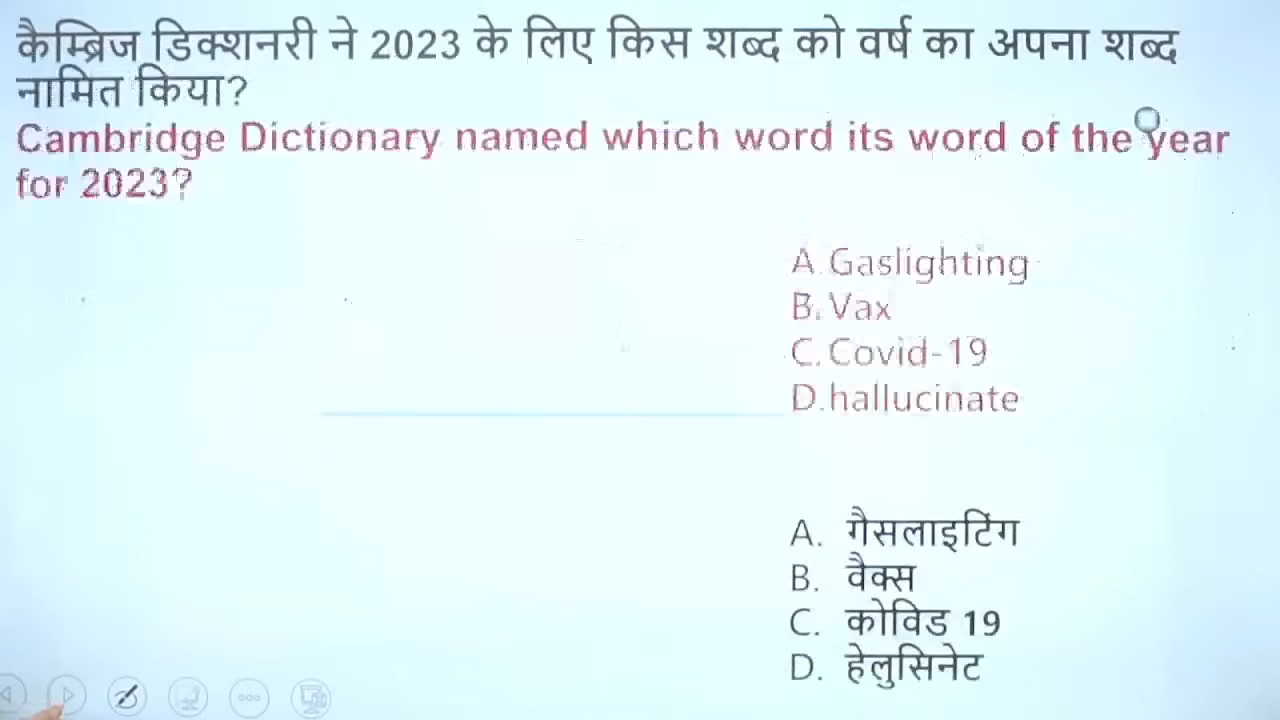 कैम्ब्रिज डिक्शनरी ने 2023 के लिए किस शब्द को वर्ष का अपना शब्द
नामित किया?
Cambridge Dictionary named which word its word of the year
for 2023?
A.Gaslighting
B.Vax
C.Covid-19
D.hallucinate
A. गैसलाइटिंग
B. वैक्स
C. कोविड 19
D. हेलुसिनेट